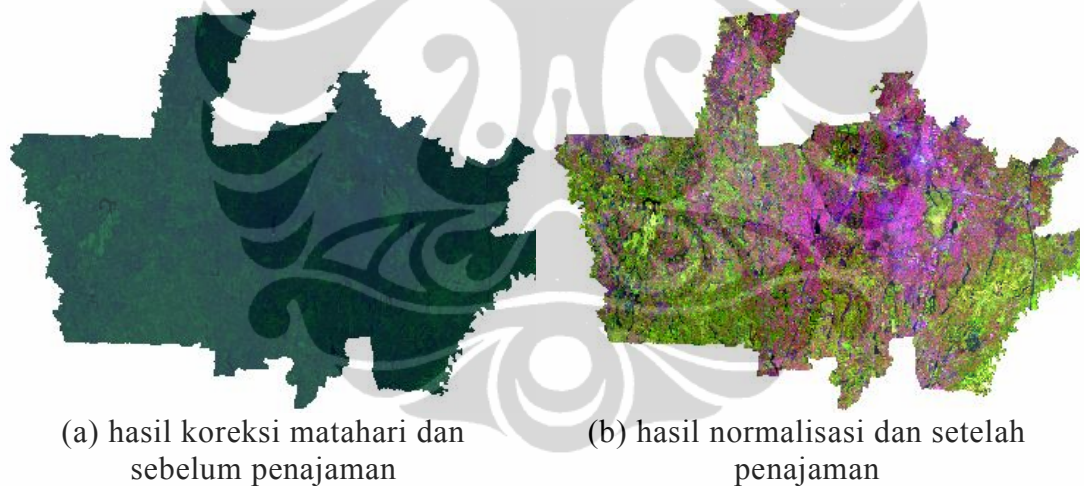 (a) hasil koreksi matahari dan
sebelum penajaman
(b) hasil normalisasi dan setelah
penajaman